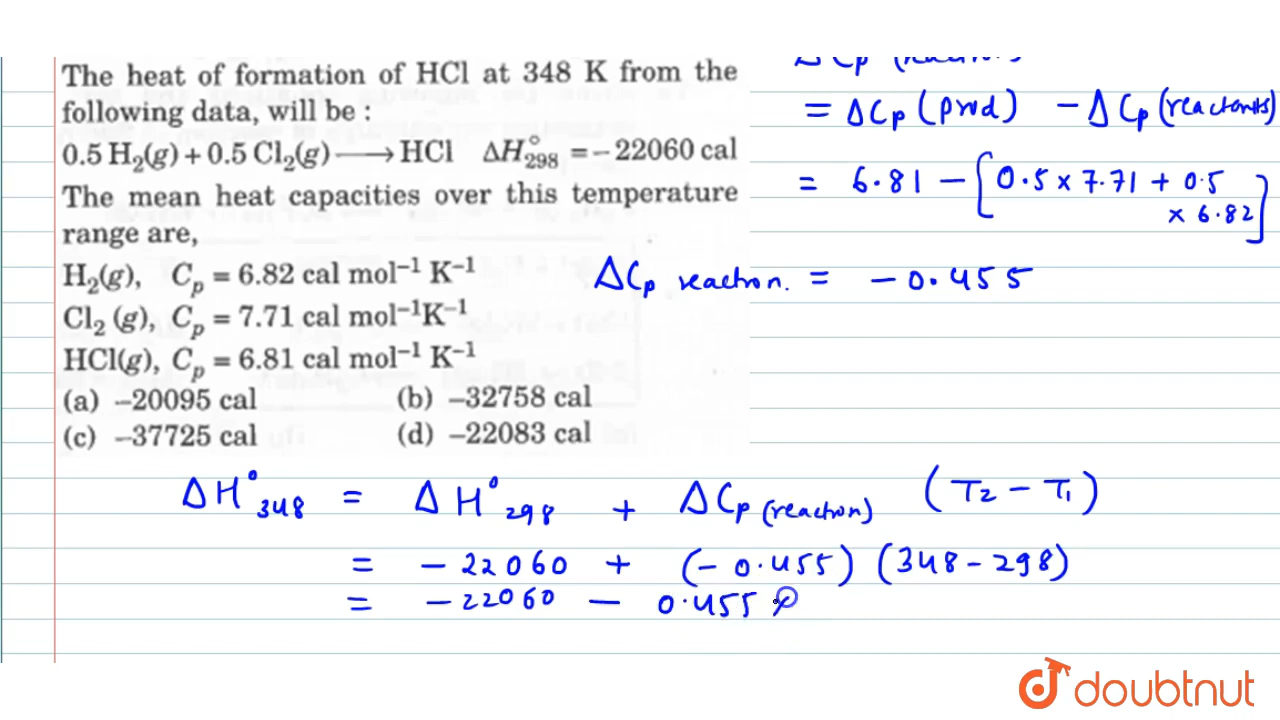 The heat of formation of HCl at 348 K from the
following data, will be :
0.5 H₂(g) + 0.5 Cl₂(g) ⟶ HCl ΔH°₂₉₈ = – 22060 cal
The mean heat capacities over this temperature
range are,
H₂(g), Cₚ = 6.82 cal mol⁻¹ K⁻¹
Cl₂ (g), Cₚ = 7.71 cal mol⁻¹K⁻¹
HCl(g), Cₚ = 6.81 cal mol⁻¹ K⁻¹
(a) –20095 cal (b) –32758 cal
(c) –37725 cal (d) –22083 cal
= ΔCₚ (prod) – ΔCₚ (reactants)
= 6.81 – [0.5 × 7.71 + 0.5
× 6.82]
ΔCₚ reaction. = – 0.455
ΔH°₃₄₈ = ΔH°₂₉₈ + ΔCₚ (reaction) (T₂ – T₁)
= – 22060 + (– 0.455) (348 – 298)
= – 22060 – 0.455 ×
doubtnut